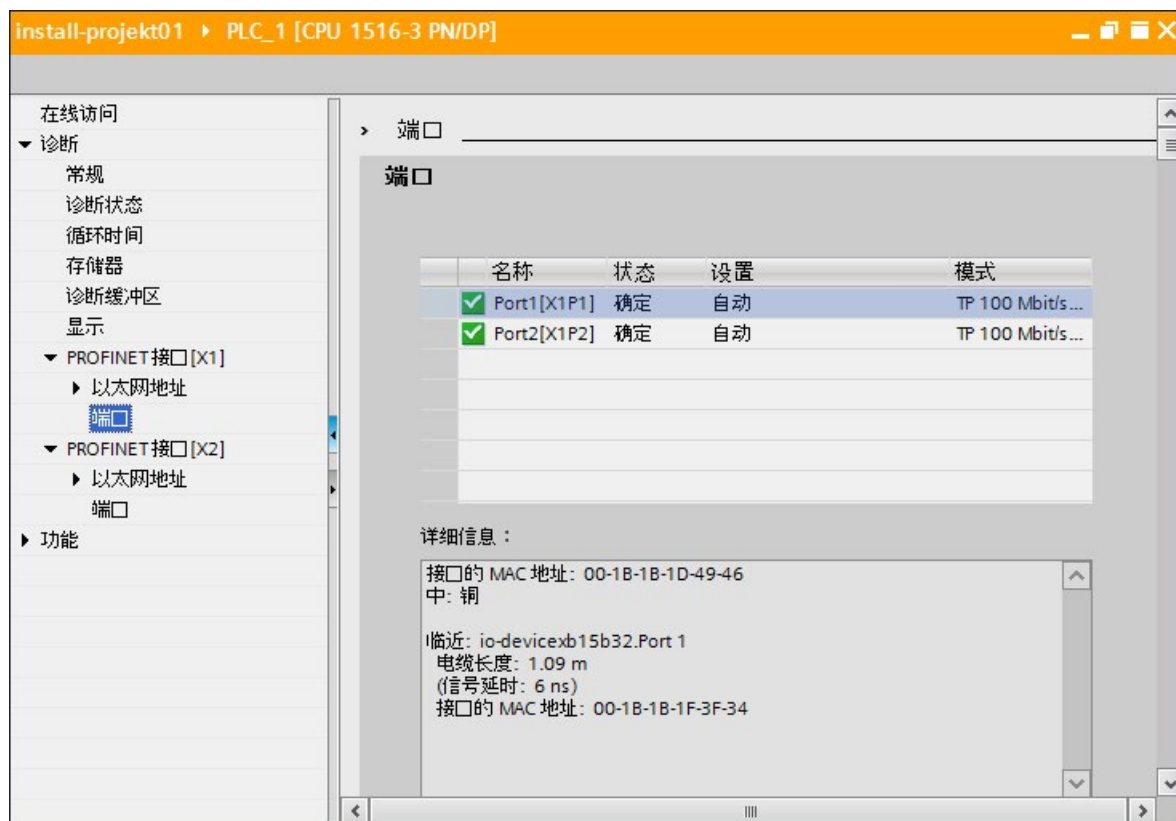 install-projekt01 ▸ PLC_1 [CPU 1516-3 PN/DP]
在线访问
诊断
常规
诊断状态
循环时间
存储器
诊断缓冲区
显示
PROFINET接口[X1]
以太网地址
端口
PROFINET接口[X2]
以太网地址
端口
功能
端口
端口
名称 状态 设置 模式
Port1[X1P1] 确定 自动 TP 100 Mbit/s...
Port2[X1P2] 确定 自动 TP 100 Mbit/s...
详细信息：
接口的 MAC 地址: 00-1B-1B-1D-49-46
中: 铜
临近: io-devicexb15b32.Port 1
电缆长度: 1.09 m
(信号延时: 6 ns)
接口的 MAC 地址: 00-1B-1B-1F-3F-34